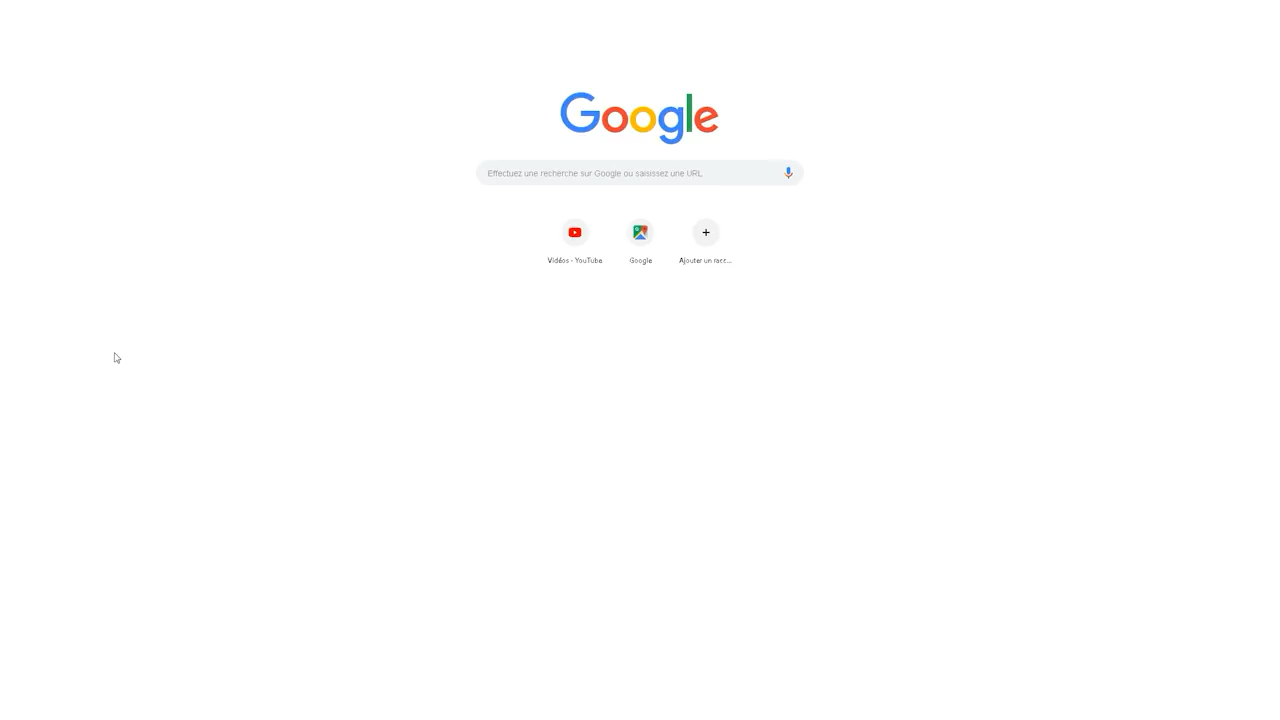 Google
Effectuez une recherche sur Google ou saisissez une URL
Vidéos - YouTube
Google
Ajouter un racc...